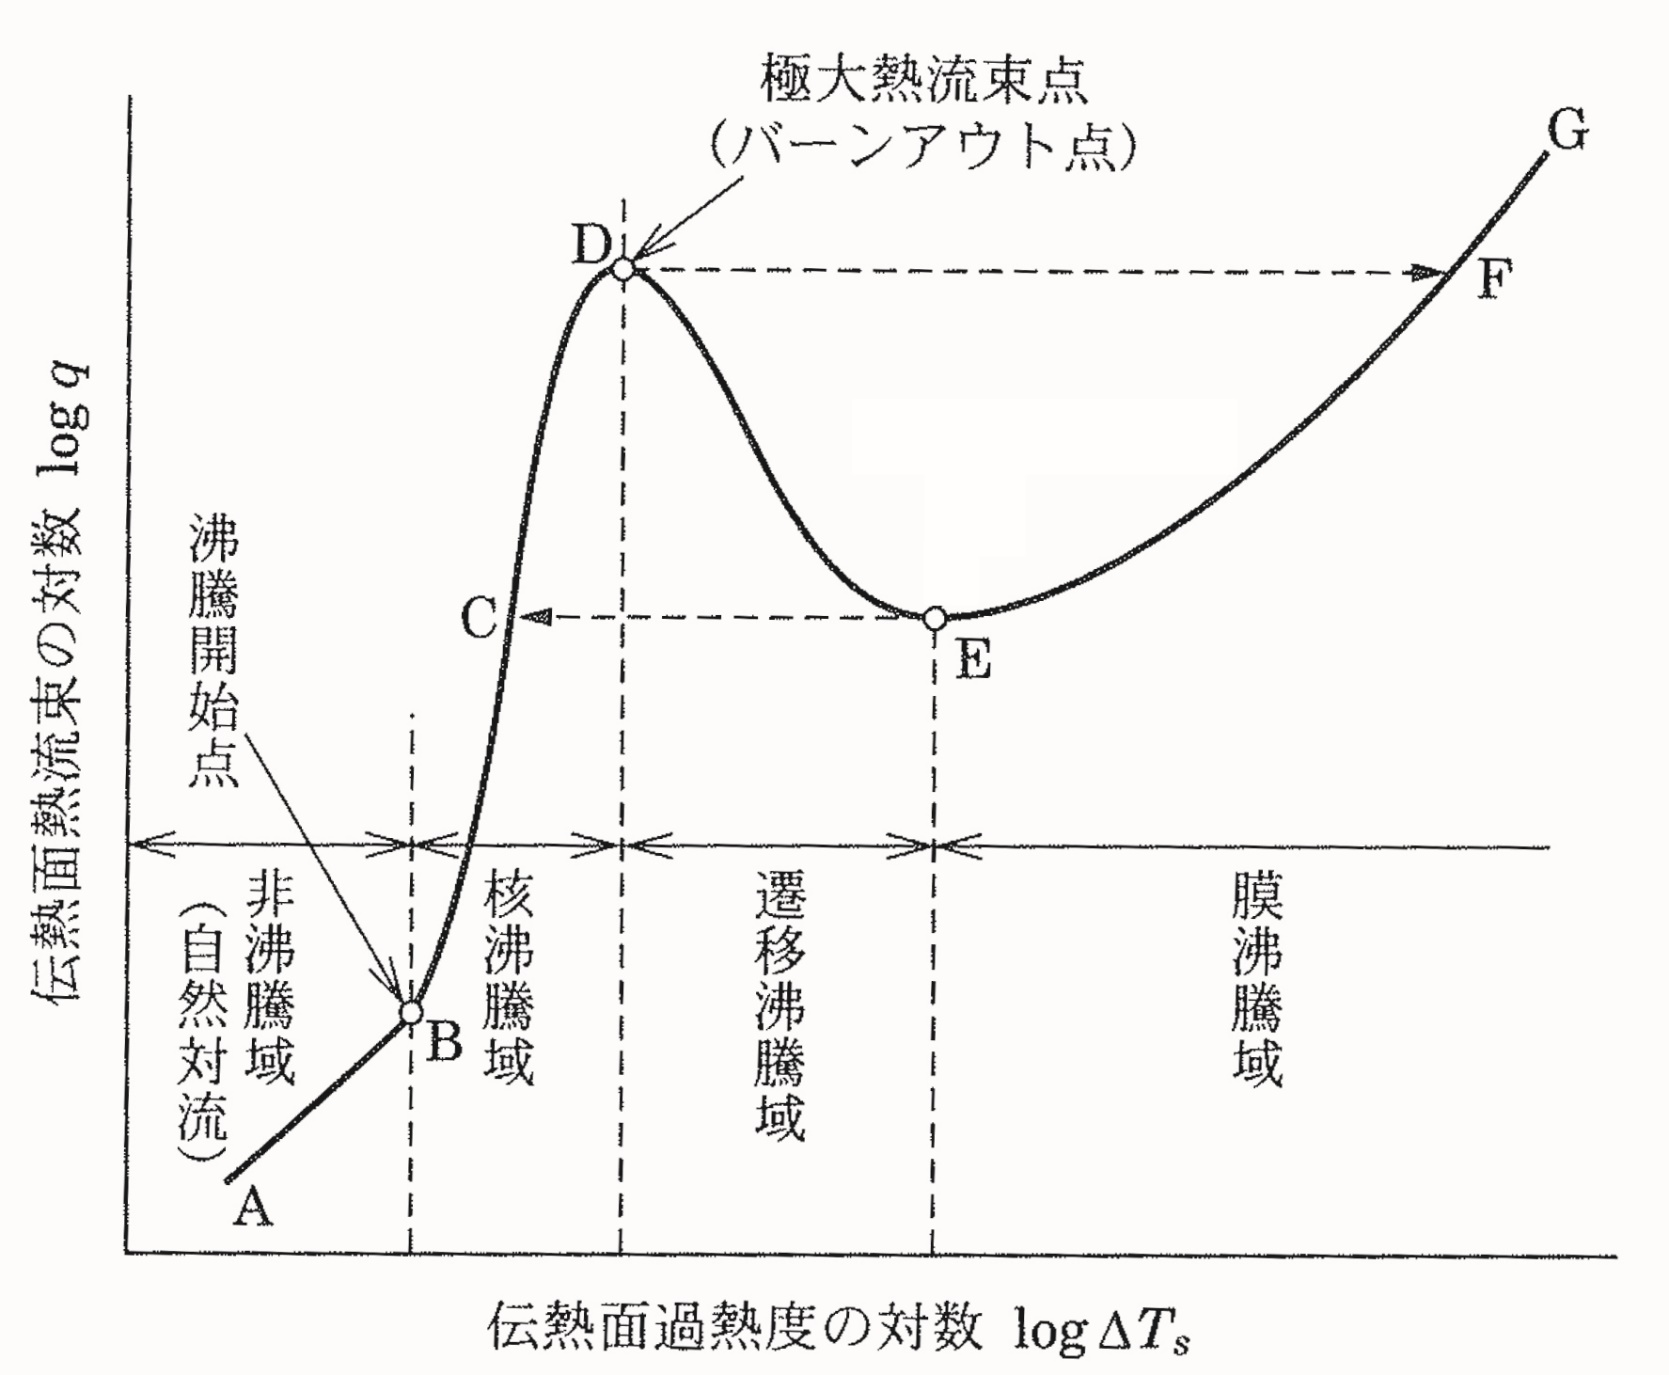 極大熱流束点
(バーンアウト点)
G
D
F
伝熱面熱流束の対数 log q
沸騰開始点
C
E
非沸騰域
(自然対流)
核沸騰域
遷移沸騰域
膜沸騰域
B
A
伝熱面過熱度の対数 log ΔTs